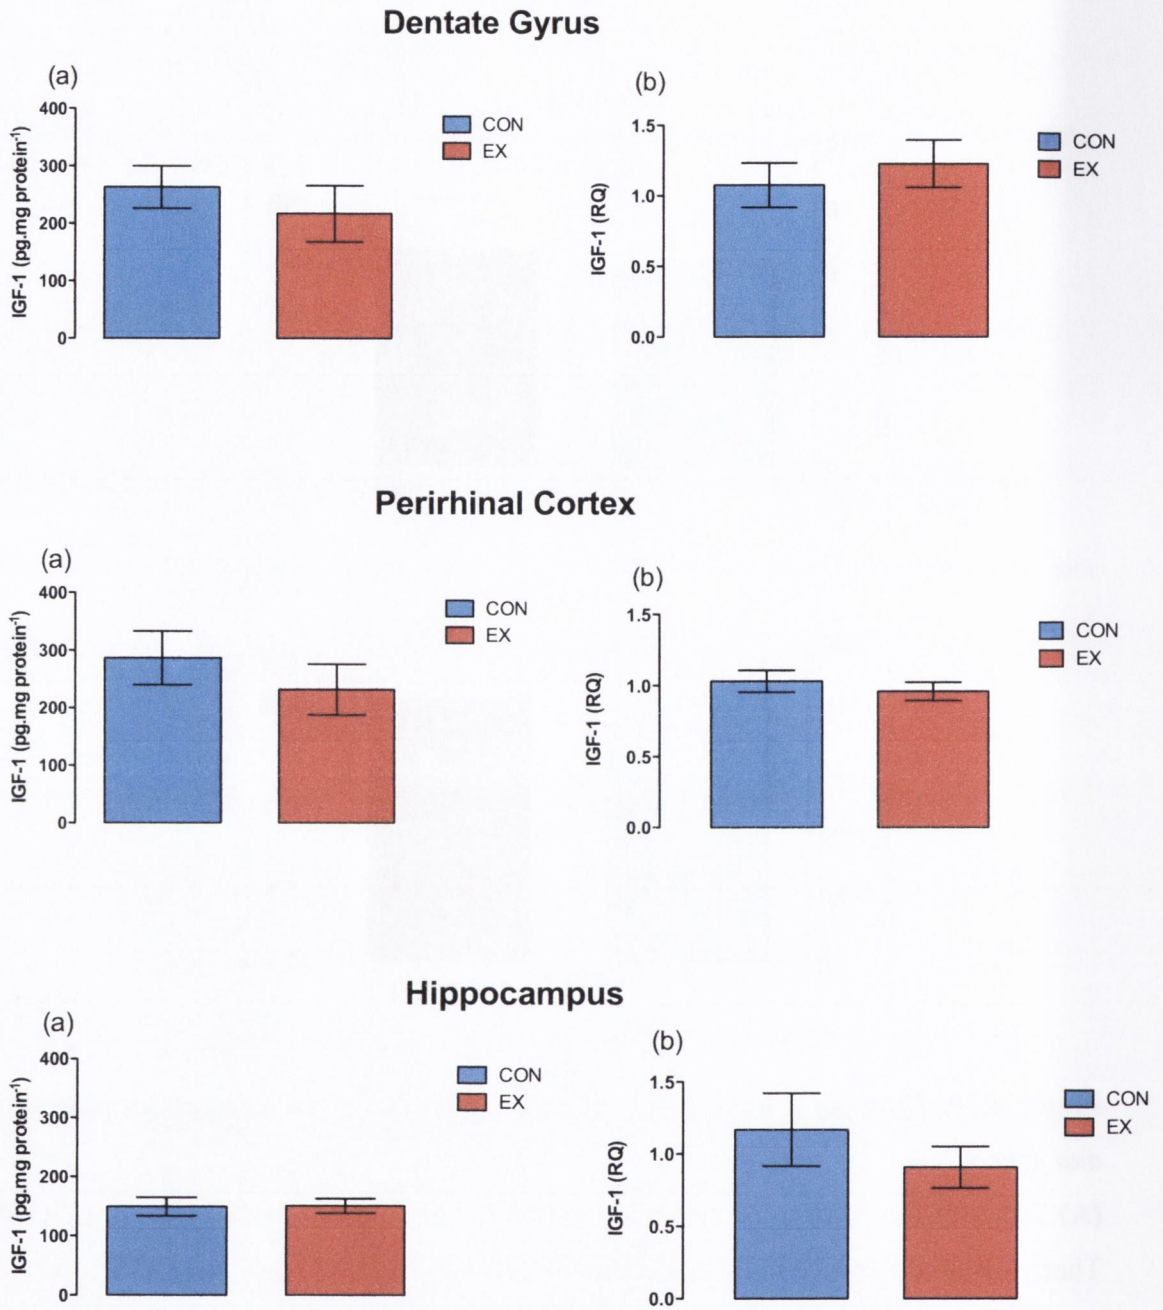 Dentate Gyrus
(a)
400
300
200
100
0
IGF-1 (pg.mg protein⁻¹)
CON
EX
(b)
1.5
1.0
0.5
0.0
IGF-1 (RQ)
CON
EX
Perirhinal Cortex
(a)
400
300
200
100
0
IGF-1 (pg.mg protein⁻¹)
CON
EX
(b)
1.5
1.0
0.5
0.0
IGF-1 (RQ)
CON
EX
Hippocampus
(a)
400
300
200
100
0
IGF-1 (pg.mg protein⁻¹)
CON
EX
(b)
1.5
1.0
0.5
0.0
IGF-1 (RQ)
CON
EX